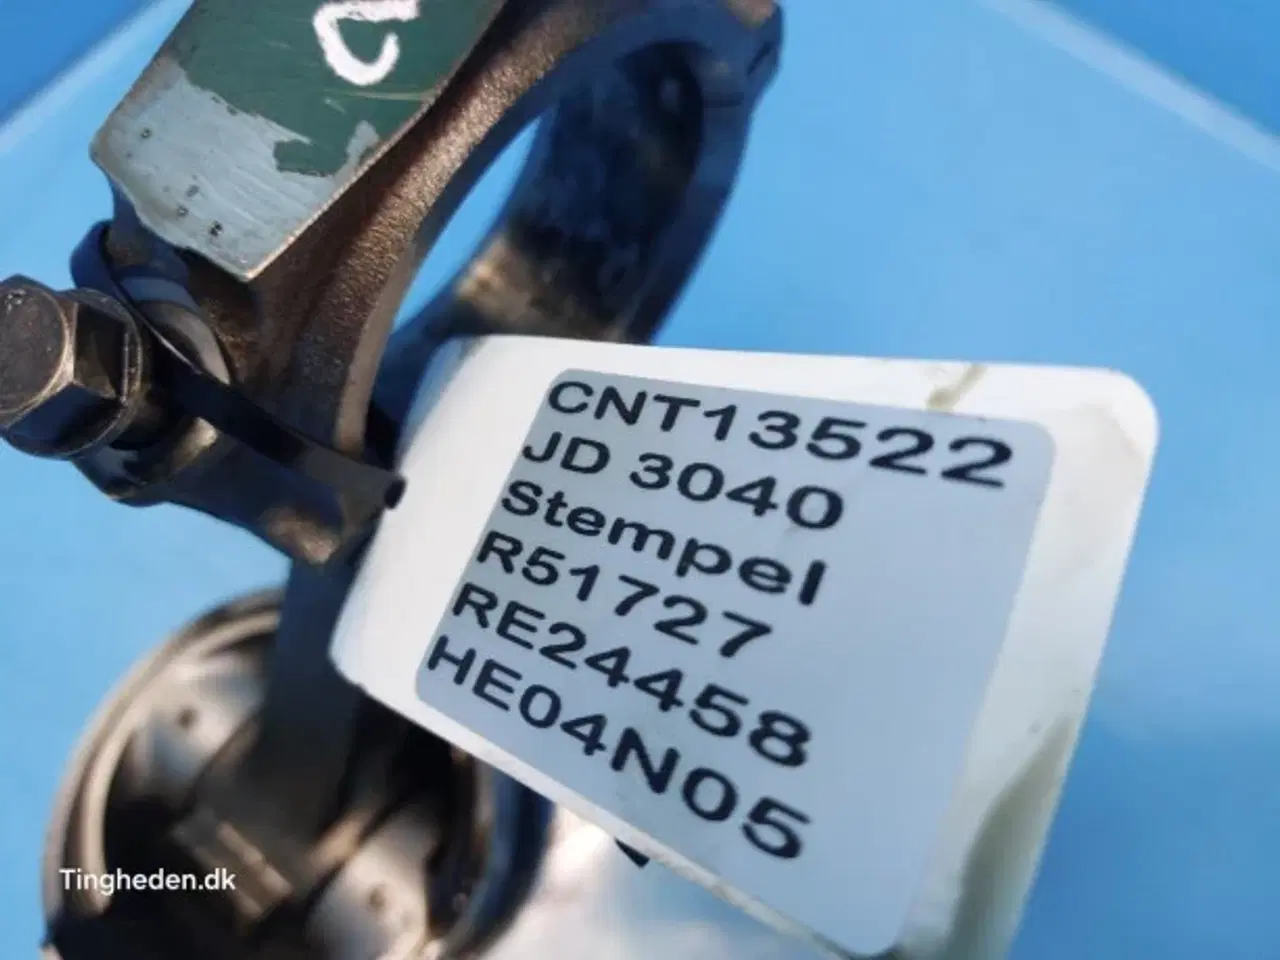 CNT13522
JD 3040
Stempel
R51727
RE24458
HE04N05
Tingheden.dk